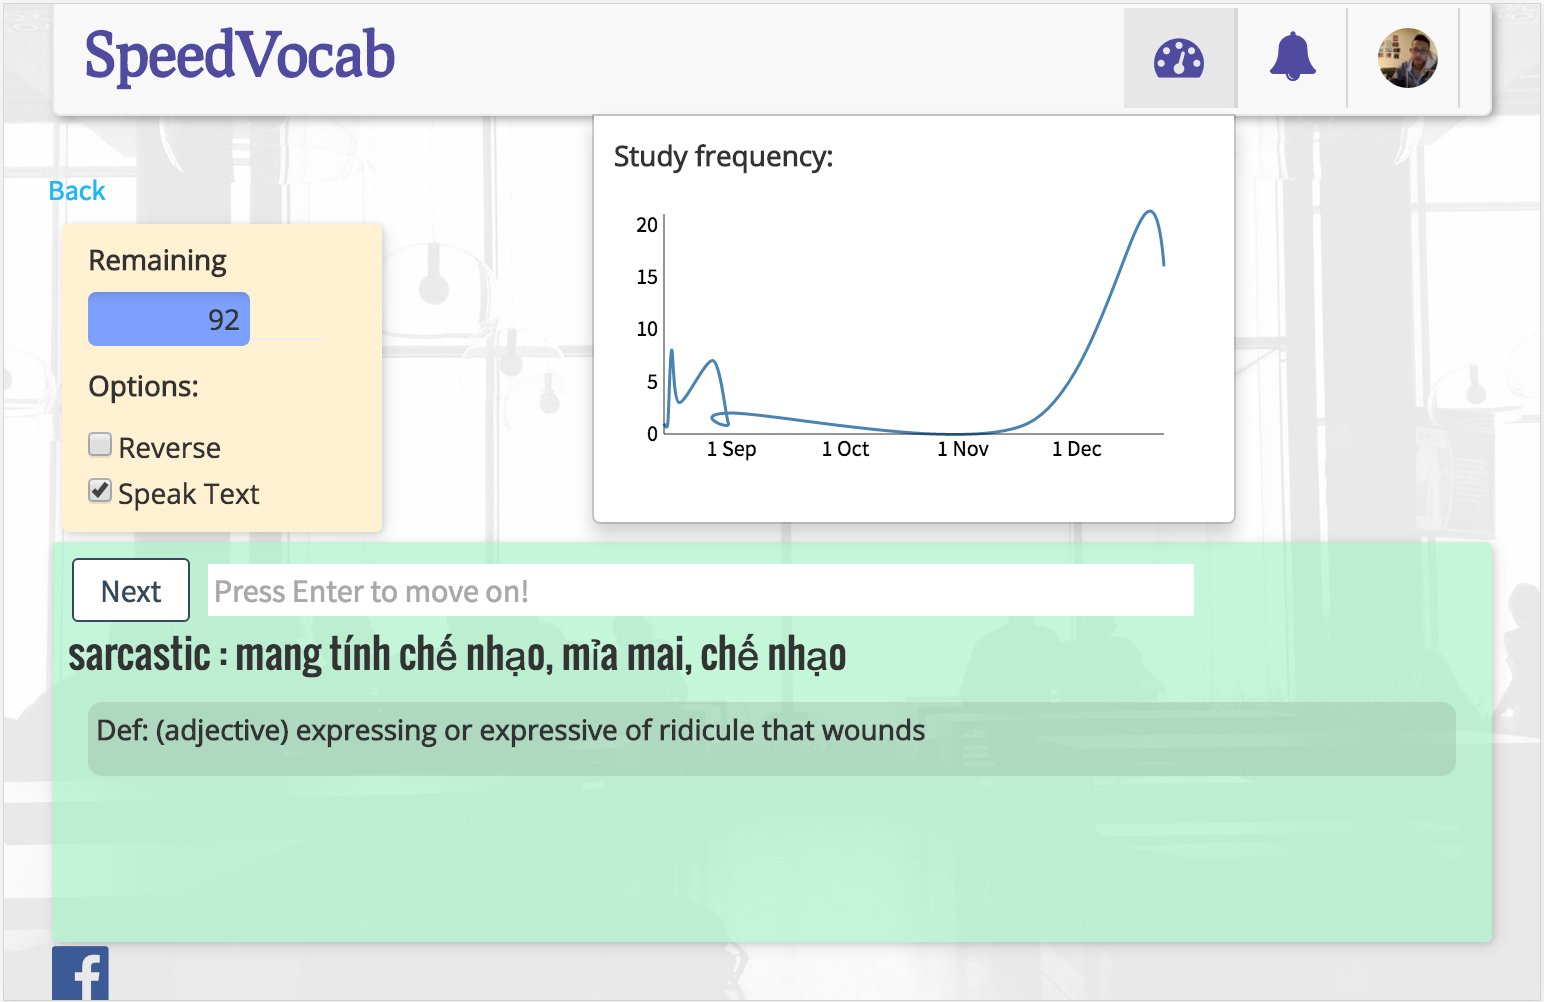 SpeedVocab
Back
Remaining
92
Options:
Reverse
Speak Text
Study frequency:
20
15
10
5
0
1 Sep 1 Oct 1 Nov 1 Dec
Next Press Enter to move on!
sarcastic : mang tính chế nhạo, mỉa mai, chế nhạo
Def: (adjective) expressing or expressive of ridicule that wounds